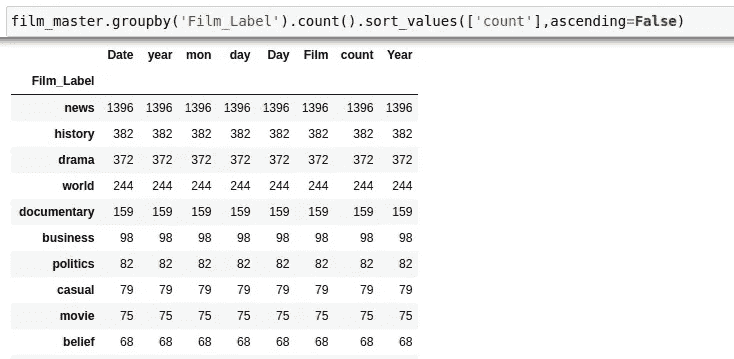 film_master.groupby('Film_Label').count().sort_values(['count'],ascending=False)
Date year mon day Day Film count Year
Film_Label
news 1396 1396 1396 1396 1396 1396 1396 1396
history 382 382 382 382 382 382 382 382
drama 372 372 372 372 372 372 372 372
world 244 244 244 244 244 244 244 244
documentary 159 159 159 159 159 159 159 159
business 98 98 98 98 98 98 98 98
politics 82 82 82 82 82 82 82 82
casual 79 79 79 79 79 79 79 79
movie 75 75 75 75 75 75 75 75
belief 68 68 68 68 68 68 68 68